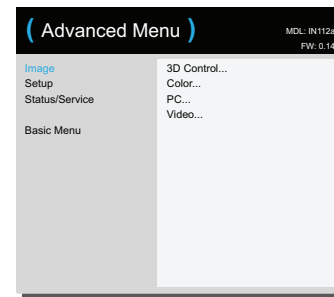 ( Advanced Menu )
MDL: IN112a
FW: 0.14
Image
Setup
Status/Service
Basic Menu
3D Control...
Color...
PC...
Video...